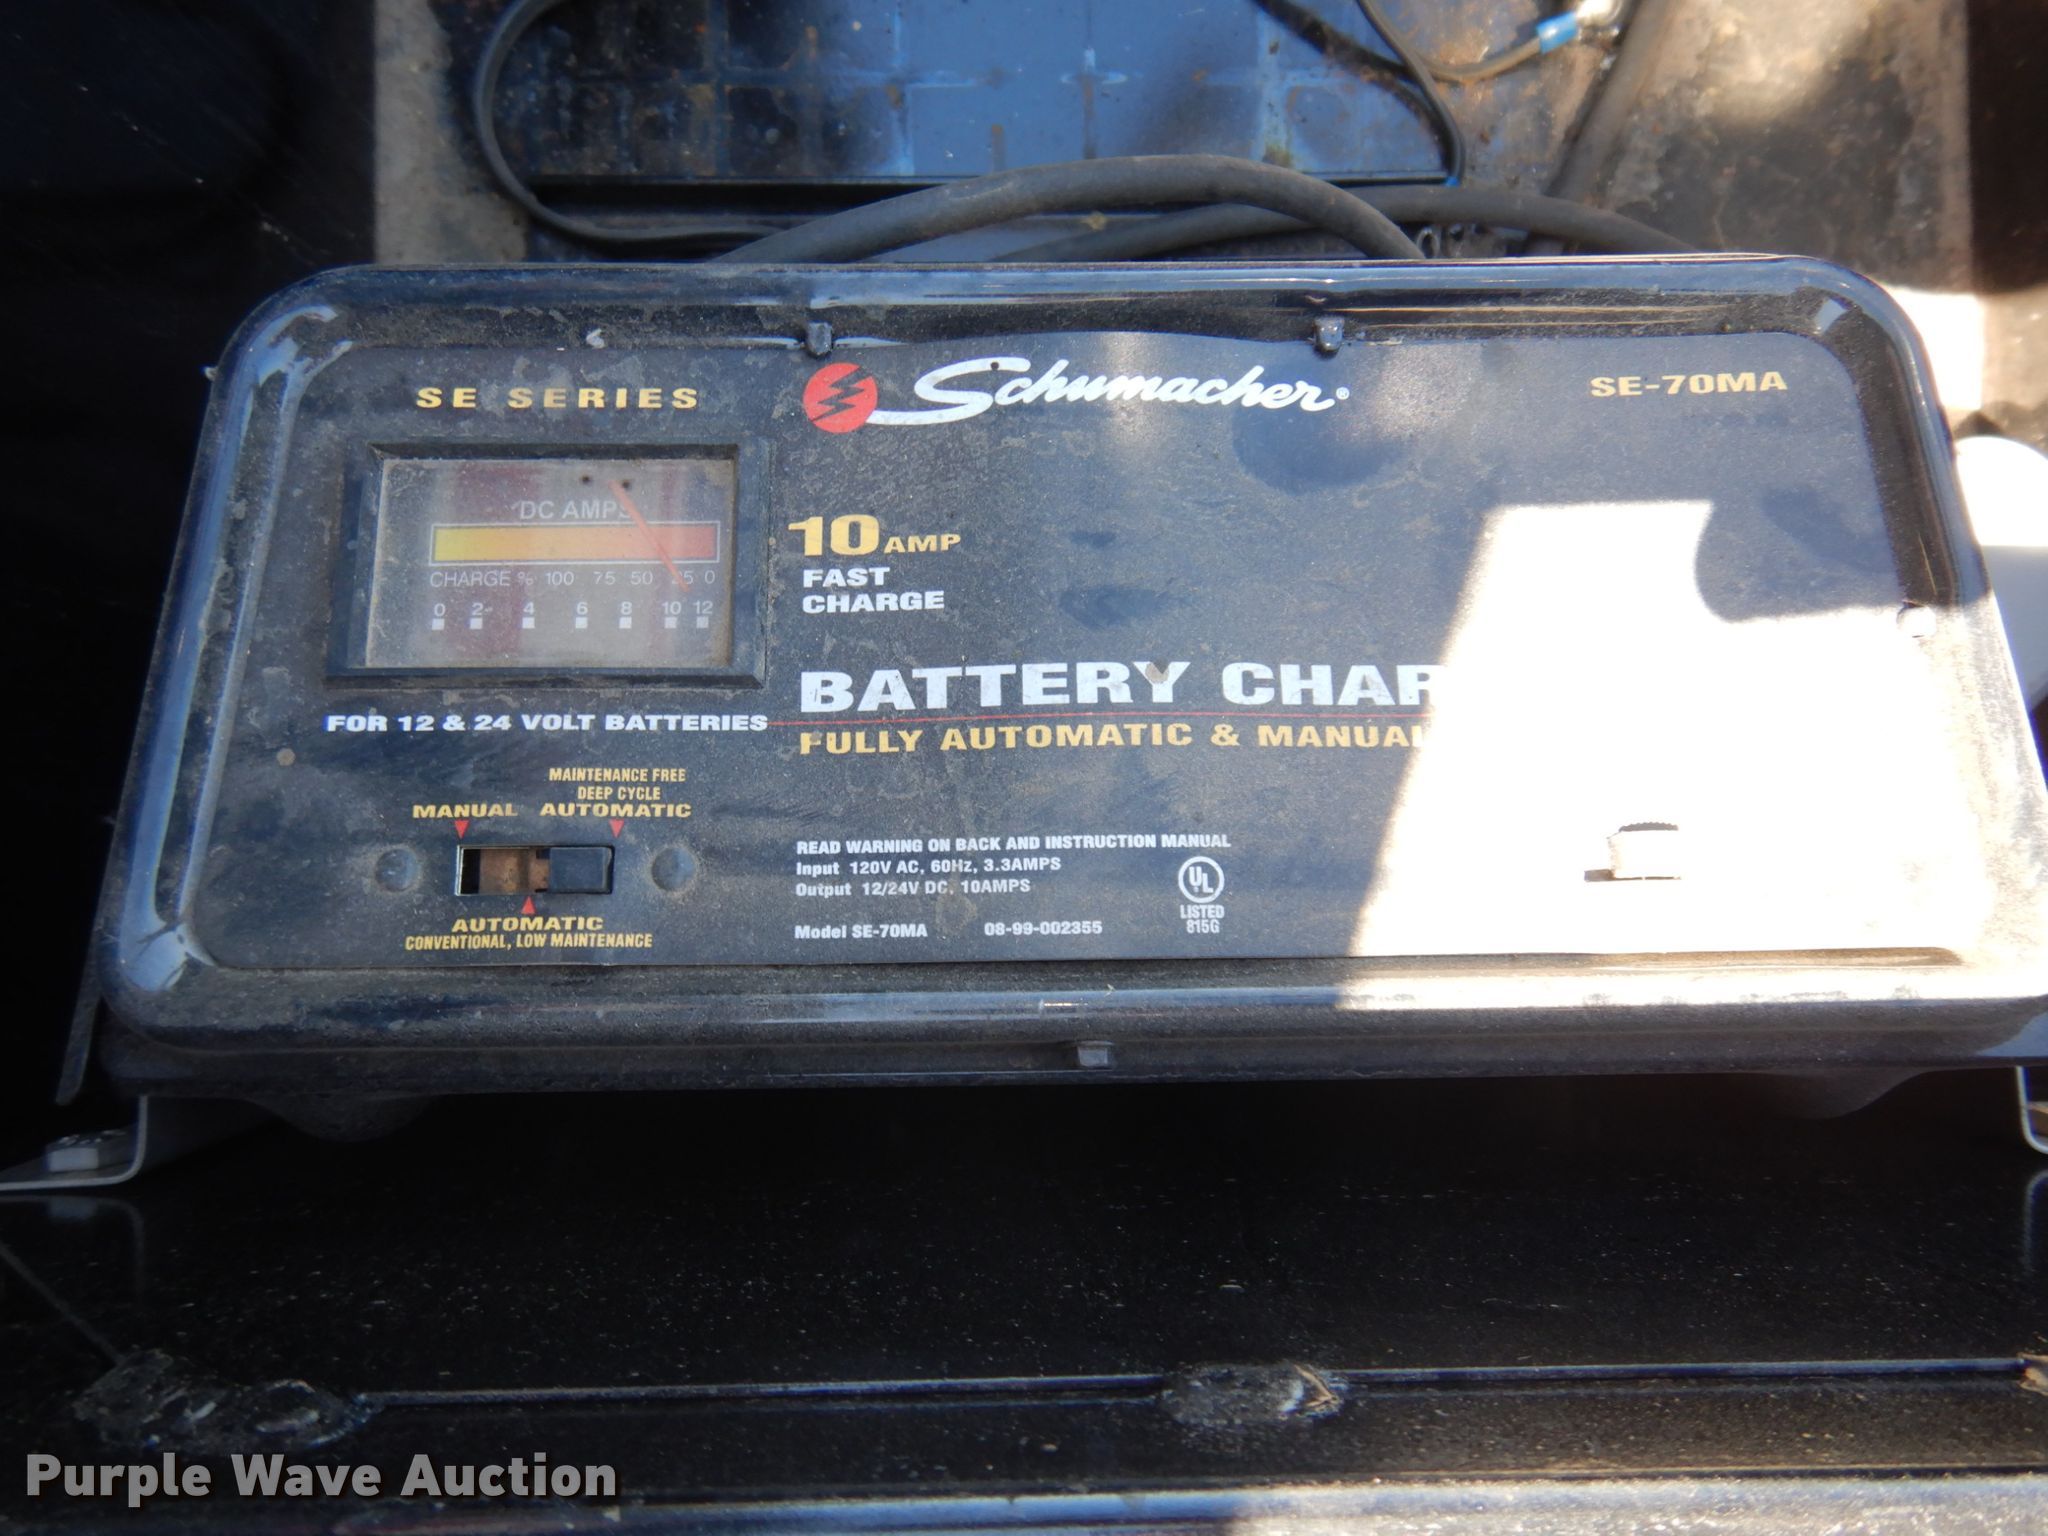 SE SERIES
Schumacher®
SE-70MA
DC AMPS
CHARGE % 100 75 50 25 0
0 2 4 6 8 10 12
10 AMP
FAST
CHARGE
BATTERY CHAR
FULLY AUTOMATIC & MANUAL
FOR 12 & 24 VOLT BATTERIES
MAINTENANCE FREE
DEEP CYCLE
MANUAL AUTOMATIC
AUTOMATIC
CONVENTIONAL, LOW MAINTENANCE
READ WARNING ON BACK AND INSTRUCTION MANUAL
Input 120V AC, 60Hz, 3.3AMPS
Output 12/24V DC, 10AMPS
Model SE-70MA 08-99-002355
UL
LISTED
815G
Purple Wave Auction